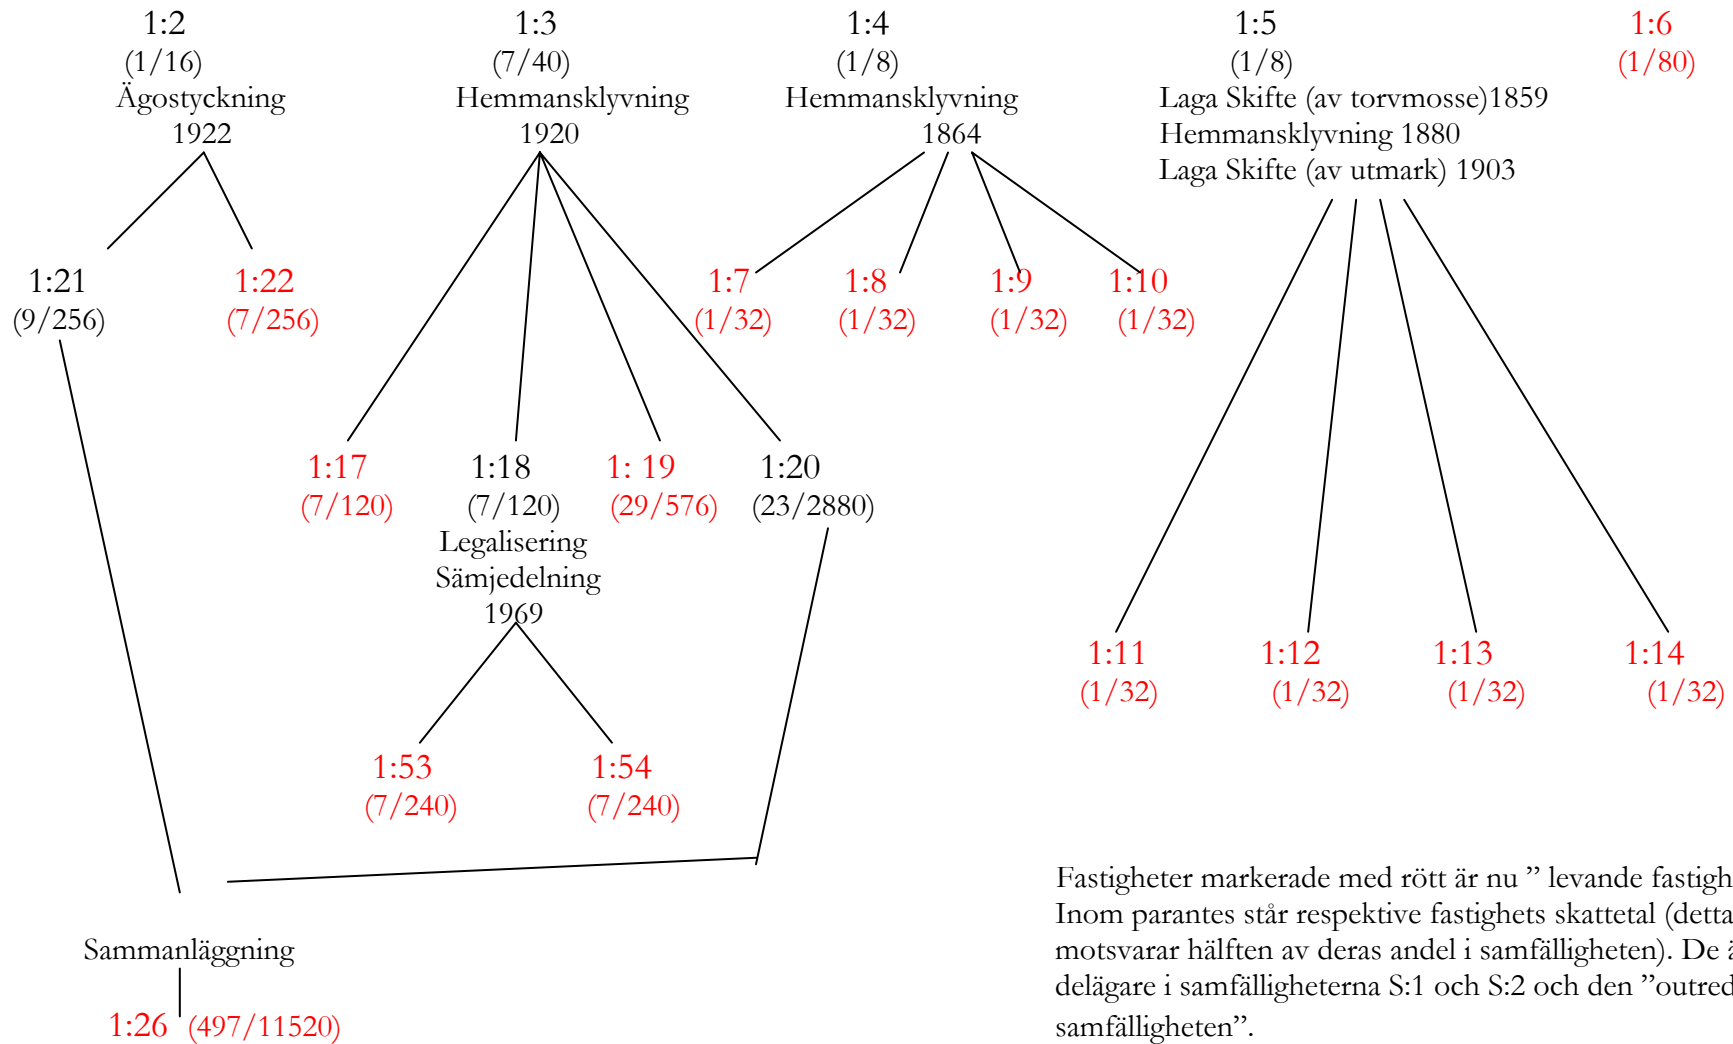 1:2 1:3 1:4 1:5 1:6
(1/16) (7/40) (1/8) (1/8) (1/80)
Ägostyckning Hemmansklyvning Hemmansklyvning Laga Skifte (av torvmosse)1859
1922 1920 1864 Hemmansklyvning 1880
Laga Skifte (av utmark) 1903
1:21 1:22 1:7 1:8 1:9 1:10
(9/256) (7/256) (1/32) (1/32) (1/32) (1/32)
1:17 1:18 1: 19 1:20
(7/120) (7/120) (29/576) (23/2880)
Legalisering
Sämjedelning
1969
1:11 1:12 1:13 1:14
(1/32) (1/32) (1/32) (1/32)
1:53 1:54
(7/240) (7/240)
Fastigheter markerade med rött är nu ” levande
Inom parantes står respektive fastighets skattetal (detta
motsvarar hälften av deras andel i samfälligheten). De
delägare i samfälligheterna S:1 och S:2 och den
samfälligheten”.
Sammanläggning
1:26 (497/11520)